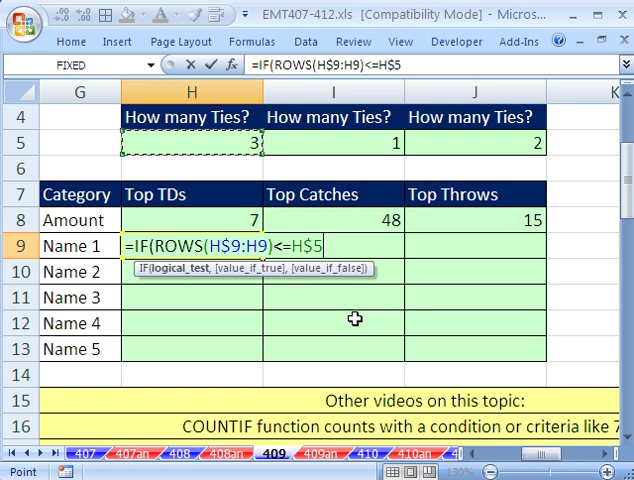 EMT407-412.xls [Compatibility Mode] - Micros...
Home Insert Page Layout Formulas Data Review View Developer Add-Ins
FIXED =IF(ROWS(H$9:H9)<=H$5
G H I J K
4 How many Ties? How many Ties? How many Ties?
5 3 1 2
6
7 Category Top TDs Top Catches Top Throws
8 Amount 7 48 15
9 Name 1 =IF(ROWS(H$9:H9)<=H$5
10 Name 2 IF(logical_test, [value_if_true], [value_if_false])
11 Name 3
12 Name 4
13 Name 5
14
15 Other videos on this topic:
16 COUNTIF function counts with a condition or criteria like 7
407 407an 408 408an 409 409an 410 410an
Point 130%